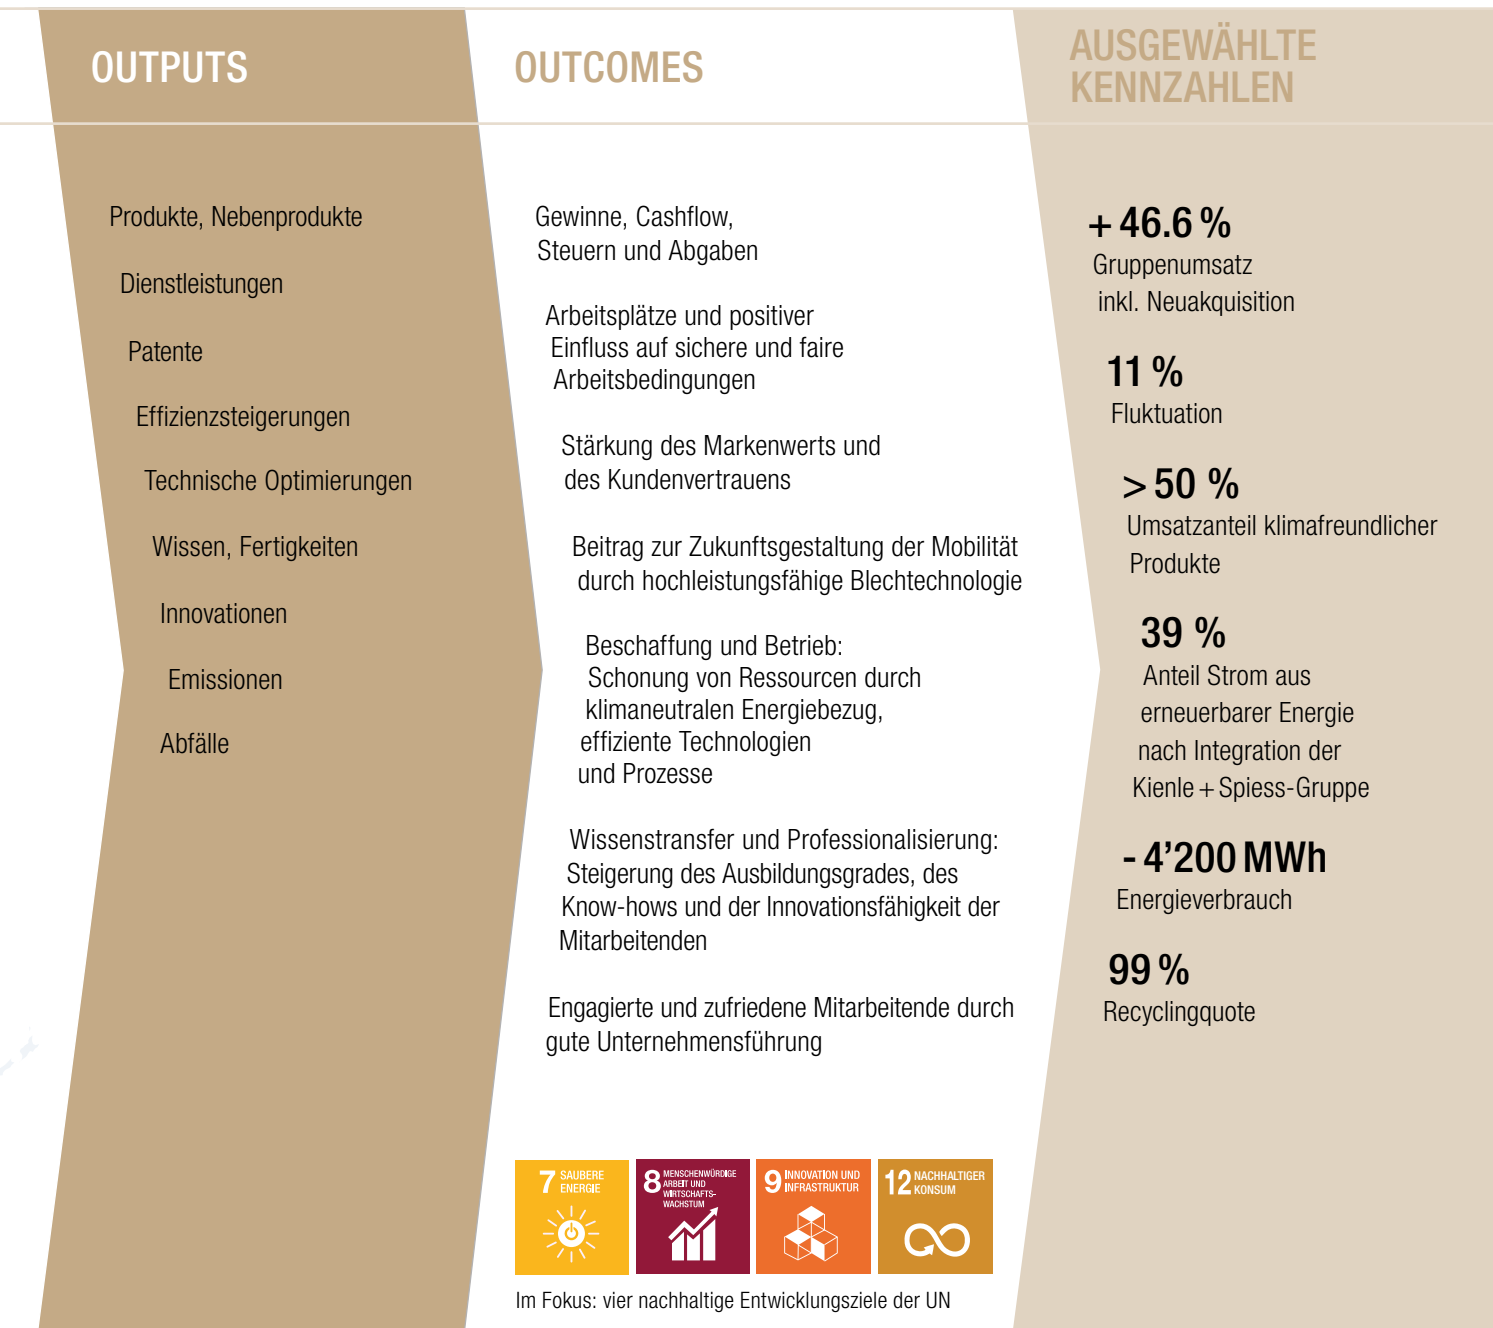 OUTPUTS
Produkte, Nebenprodukte
Dienstleistungen
Patente
Effizienzsteigerungen
Technische Optimierungen
Wissen, Fertigkeiten
Innovationen
Emissionen
Abfälle
OUTCOMES
Gewinne, Cashflow,
Steuern und Abgaben
Arbeitsplätze und positiver
Einfluss auf sichere und faire
Arbeitsbedingungen
Stärkung des Markenwerts und
des Kundenvertrauens
Beitrag zur Zukunftsgestaltung der Mobilität
durch hochleistungsfähige Blechtechnologie
Beschaffung und Betrieb:
Schonung von Ressourcen durch
klimaneutralen Energiebezug,
effiziente Technologien
und Prozesse
Wissenstransfer und Professionalisierung:
Steigerung des Ausbildungsgrades, des
Know-hows und der Innovationsfähigkeit der
Mitarbeitenden
Engagierte und zufriedene Mitarbeitende durch
gute Unternehmensführung
7 SAUBERE
ENERGIE
8 MENSCHENWÜRDIGE
ARBEIT UND
WIRTSCHAFTS-
WACHSTUM
9 INNOVATION UND
INFRASTRUKTUR
12 NACHHALTIGER
KONSUM
Im Fokus: vier nachhaltige Entwicklungsziele der UN
AUSGEWÄHLTE
KENNZAHLEN
+ 46.6 %
Gruppenumsatz
inkl. Neuakquisition
11 %
Fluktuation
> 50 %
Umsatzanteil klimafreundlicher
Produkte
39 %
Anteil Strom aus
erneuerbarer Energie
nach Integration der
Kienle + Spiess-Gruppe
- 4’200 MWh
Energieverbrauch
99 %
Recyclingquote